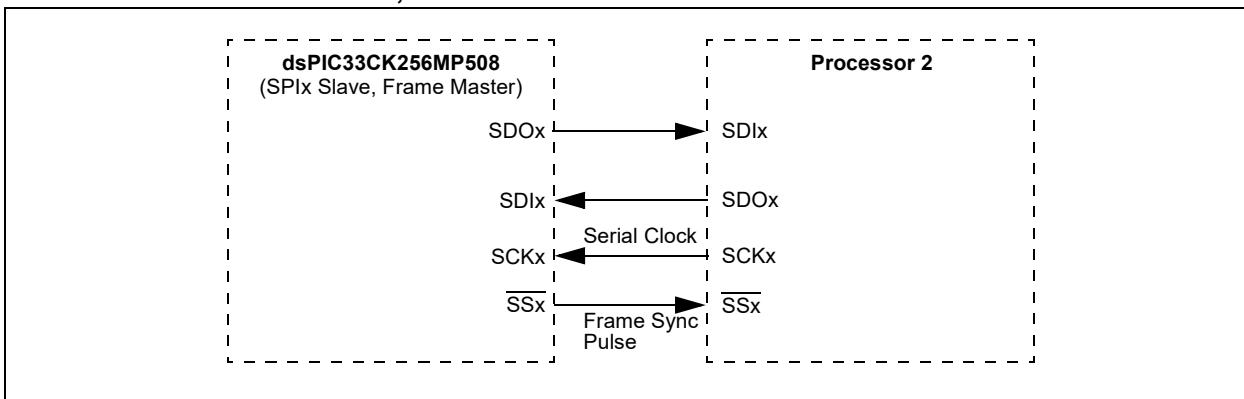 dsPIC33CK256MP508
(SPIx Slave, Frame Master)
Processor 2
SDOx
SDIx
SDIx
SDOx
Serial Clock
SCKx
SCKx
SSx
SSx
Frame Sync
Pulse